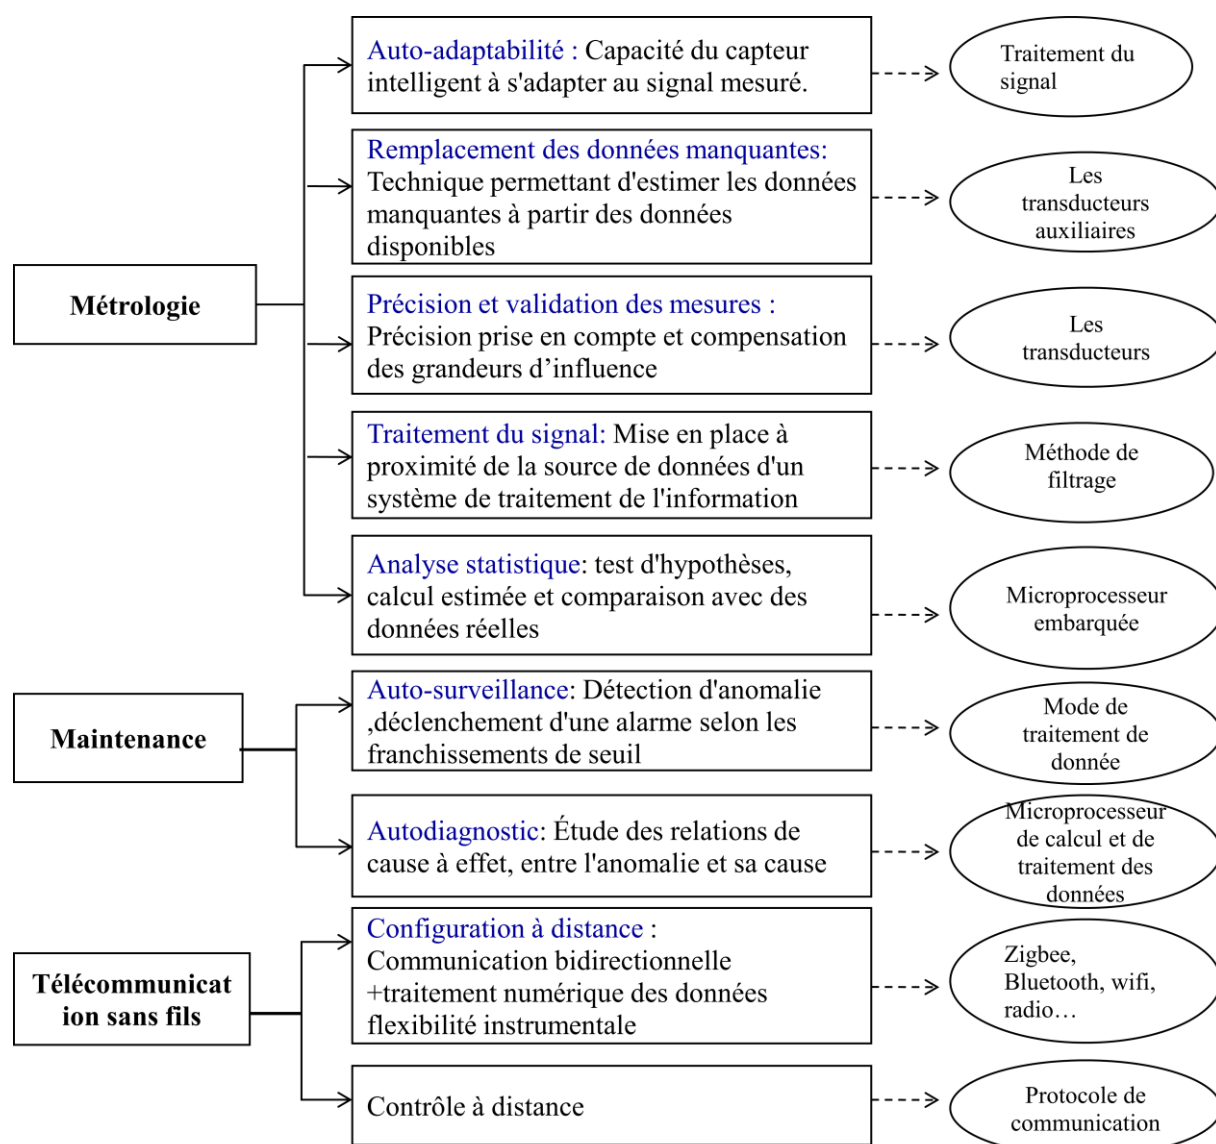 Auto-adaptabilité : Capacité du capteur
intelligent à s'adapter au signal mesuré.
Traitement du
signal
Remplacement des données manquantes:
Technique permettant d'estimer les données
manquantes à partir des données
disponibles
Les
transducteurs
auxiliaires
Métrologie
Précision et validation des mesures :
Précision prise en compte et compensation
des grandeurs d’influence
Les
transducteurs
Traitement du signal: Mise en place à
proximité de la source de données d'un
système de traitement de l'information
Méthode de
filtrage
Analyse statistique: test d'hypothèses,
calcul estimée et comparaison avec des
données réelles
Microprocesseur
embarquée
Maintenance
Auto-surveillance: Détection d'anomalie
,déclenchement d'une alarme selon les
franchissements de seuil
Mode de
traitement de
donnée
Autodiagnostic: Étude des relations de
cause à effet, entre l'anomalie et sa cause
Microprocesseur
de calcul et de
traitement des
données
Télécommunicat
ion sans fils
Configuration à distance :
Communication bidirectionnelle
+traitement numérique des données
flexibilité instrumentale
Zigbee,
Bluetooth, wifi,
radio…
Contrôle à distance
Protocole de
communication